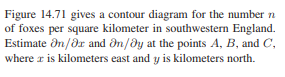 Figure 14.71 gives a contour diagram for the number n
of foxes per square kilometer in southwestern England.
Estimate ∂n/∂x and ∂n/∂y at the points A, B, and C,
where x is kilometers east and y is kilometers north.